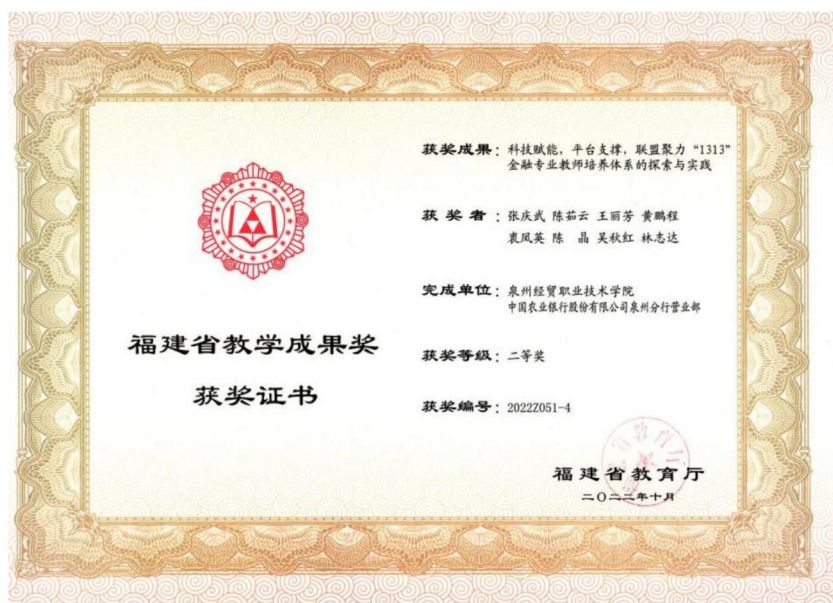 福建省教学成果奖
获奖证书
获奖成果：科技赋能，平台支撑，联盟聚力“1313”
金融专业教师培养体系的探索与实践
获 奖 者：张庆武 陈茹云 王丽芳 黄鹏程
衷凤英 陈 晶 吴秋红 林志达
完成单位：泉州经贸职业技术学院
中国农业银行股份有限公司泉州分行营业部
获奖等级：二等奖
获奖编号：2022Z051-4
福建省教育厅
二〇二二年十月